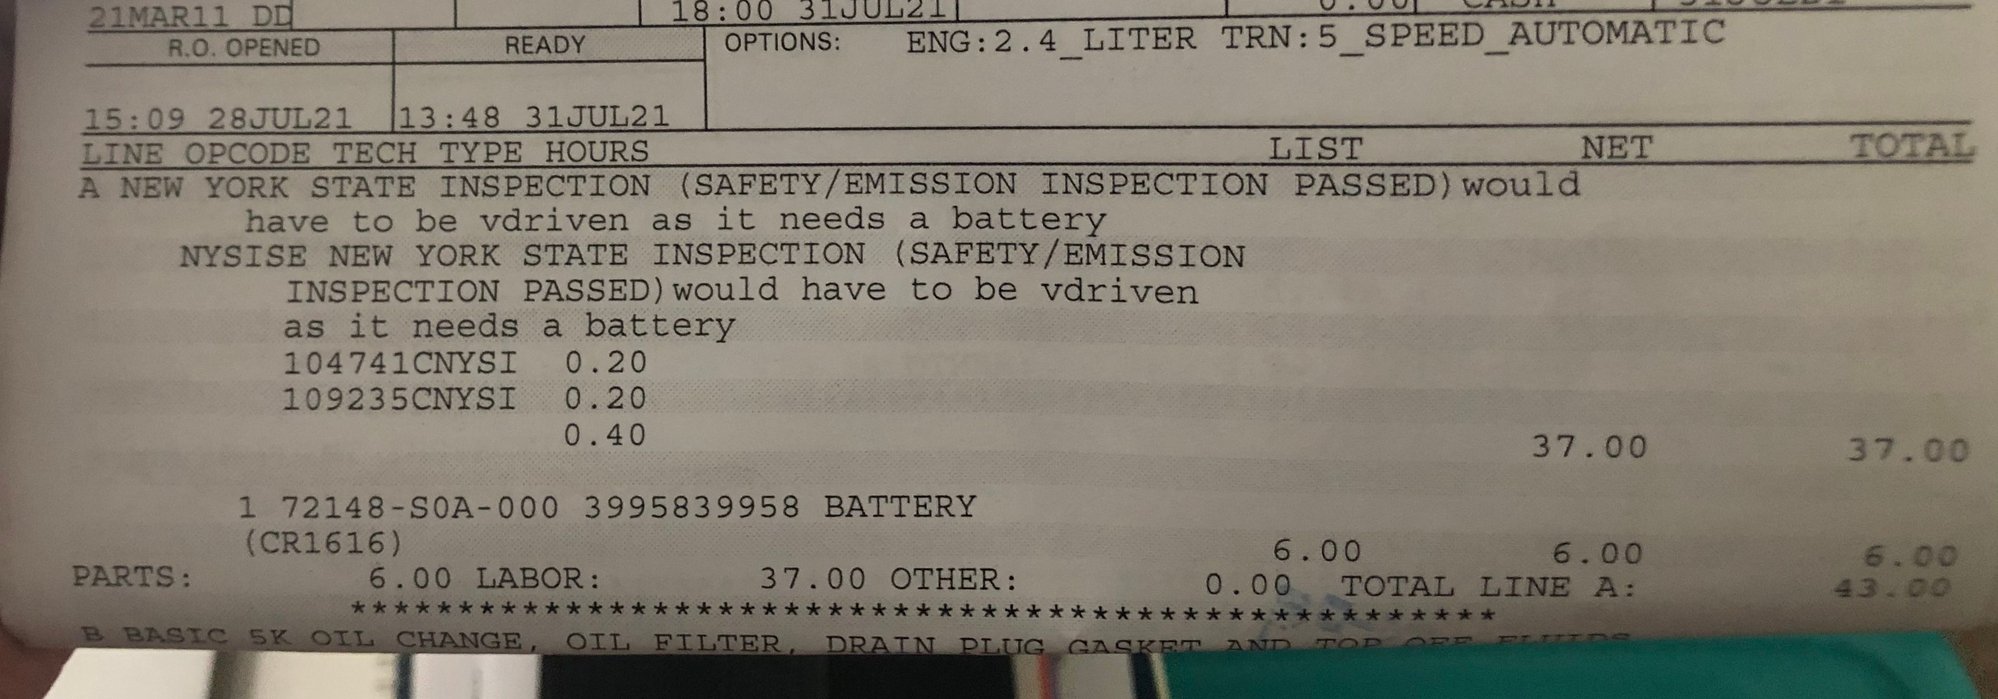 21MAR11 DD 18:00 31JUL21
R.O. OPENED READY OPTIONS: ENG:2.4_LITER TRN:5_SPEED_AUTOMATIC
15:09 28JUL21 13:48 31JUL21
LINE OPCODE TECH TYPE HOURS LIST NET TOTAL
A NEW YORK STATE INSPECTION (SAFETY/EMISSION INSPECTION PASSED)would
have to be vdriven as it needs a battery
NYSISE NEW YORK STATE INSPECTION (SAFETY/EMISSION
INSPECTION PASSED)would have to be vdriven
as it needs a battery
104741CNYSI 0.20
109235CNYSI 0.20
0.40 37.00 37.00
1 72148-S0A-000 3995839958 BATTERY
(CR1616) 6.00 6.00 6.00
PARTS: 6.00 LABOR: 37.00 OTHER: 0.00 TOTAL LINE A: 43.00
**************************************************
B BASIC 5K OIL CHANGE, OIL FILTER, DRAIN PLUG GASKET AND TOP OFF FLUIDS